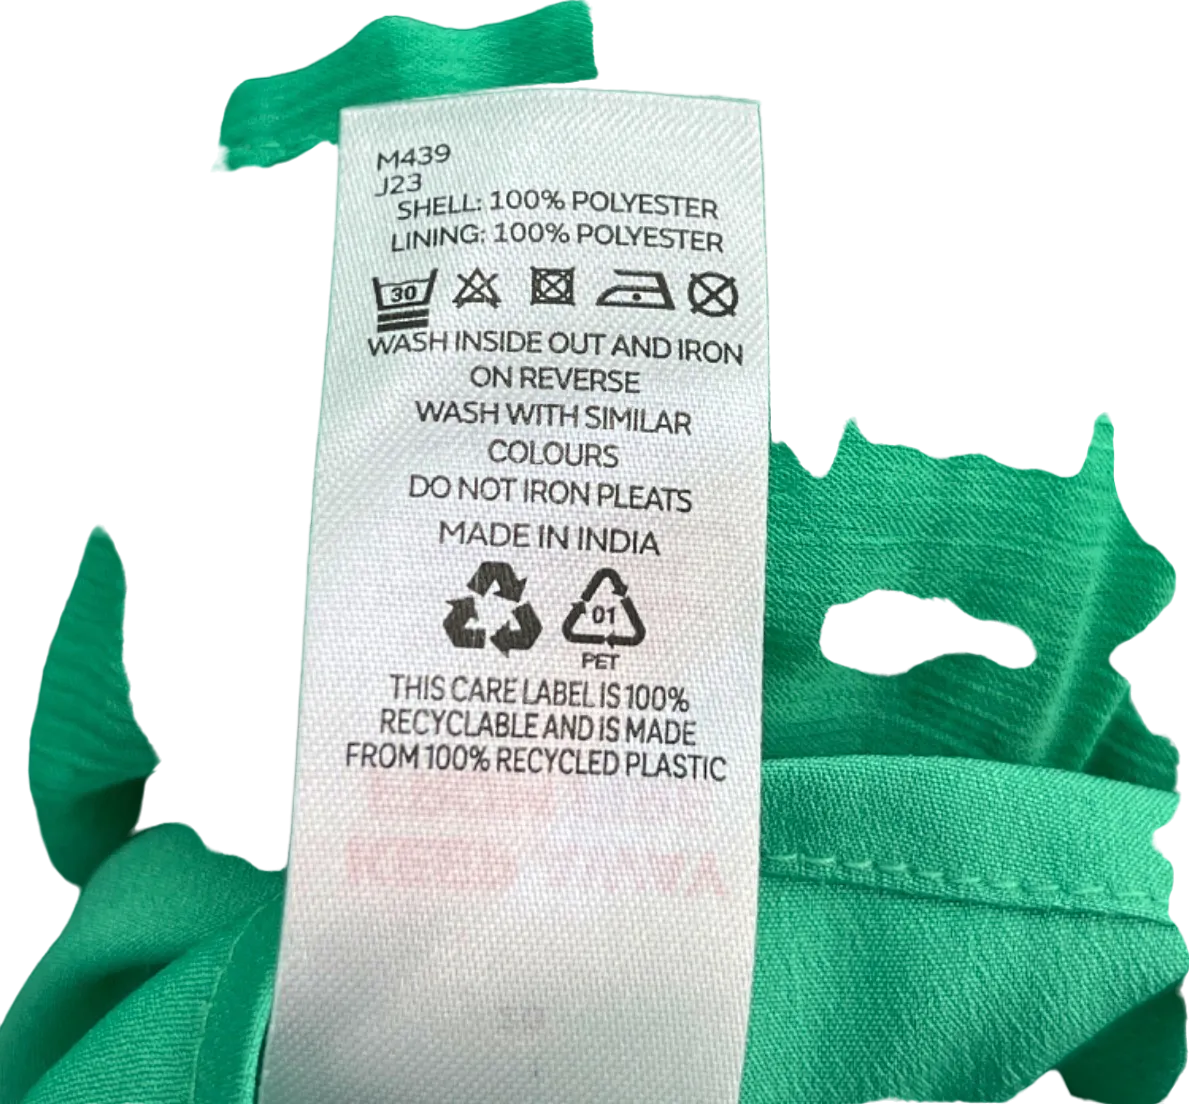 M439
J23
SHELL: 100% POLYESTER
LINING: 100% POLYESTER
30
WASH INSIDE OUT AND IRON
ON REVERSE
WASH WITH SIMILAR
COLOURS
DO NOT IRON PLEATS
MADE IN INDIA
01
PET
THIS CARE LABEL IS 100%
RECYCLABLE AND IS MADE
FROM 100% RECYCLED PLASTIC